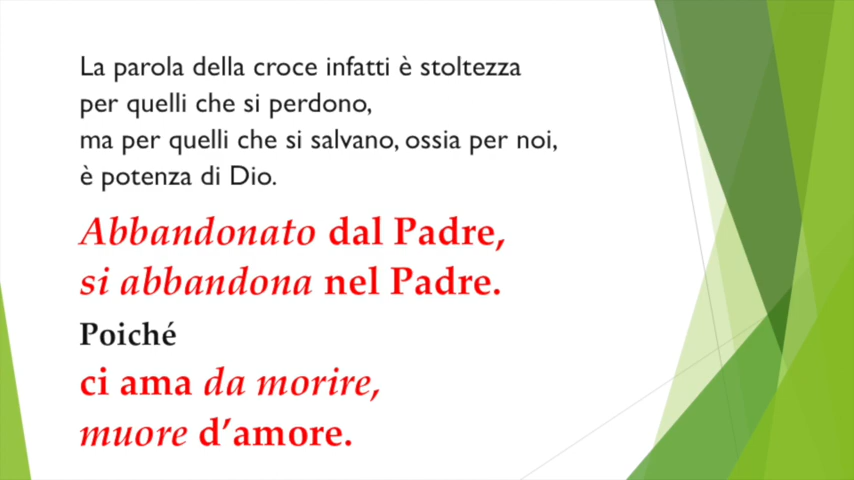 La parola della croce infatti è stoltezza
per quelli che si perdono,
ma per quelli che si salvano, ossia per noi,
è potenza di Dio.
Abbandonato dal Padre,
si abbandona nel Padre.
Poiché
ci ama da morire,
muore d’amore.